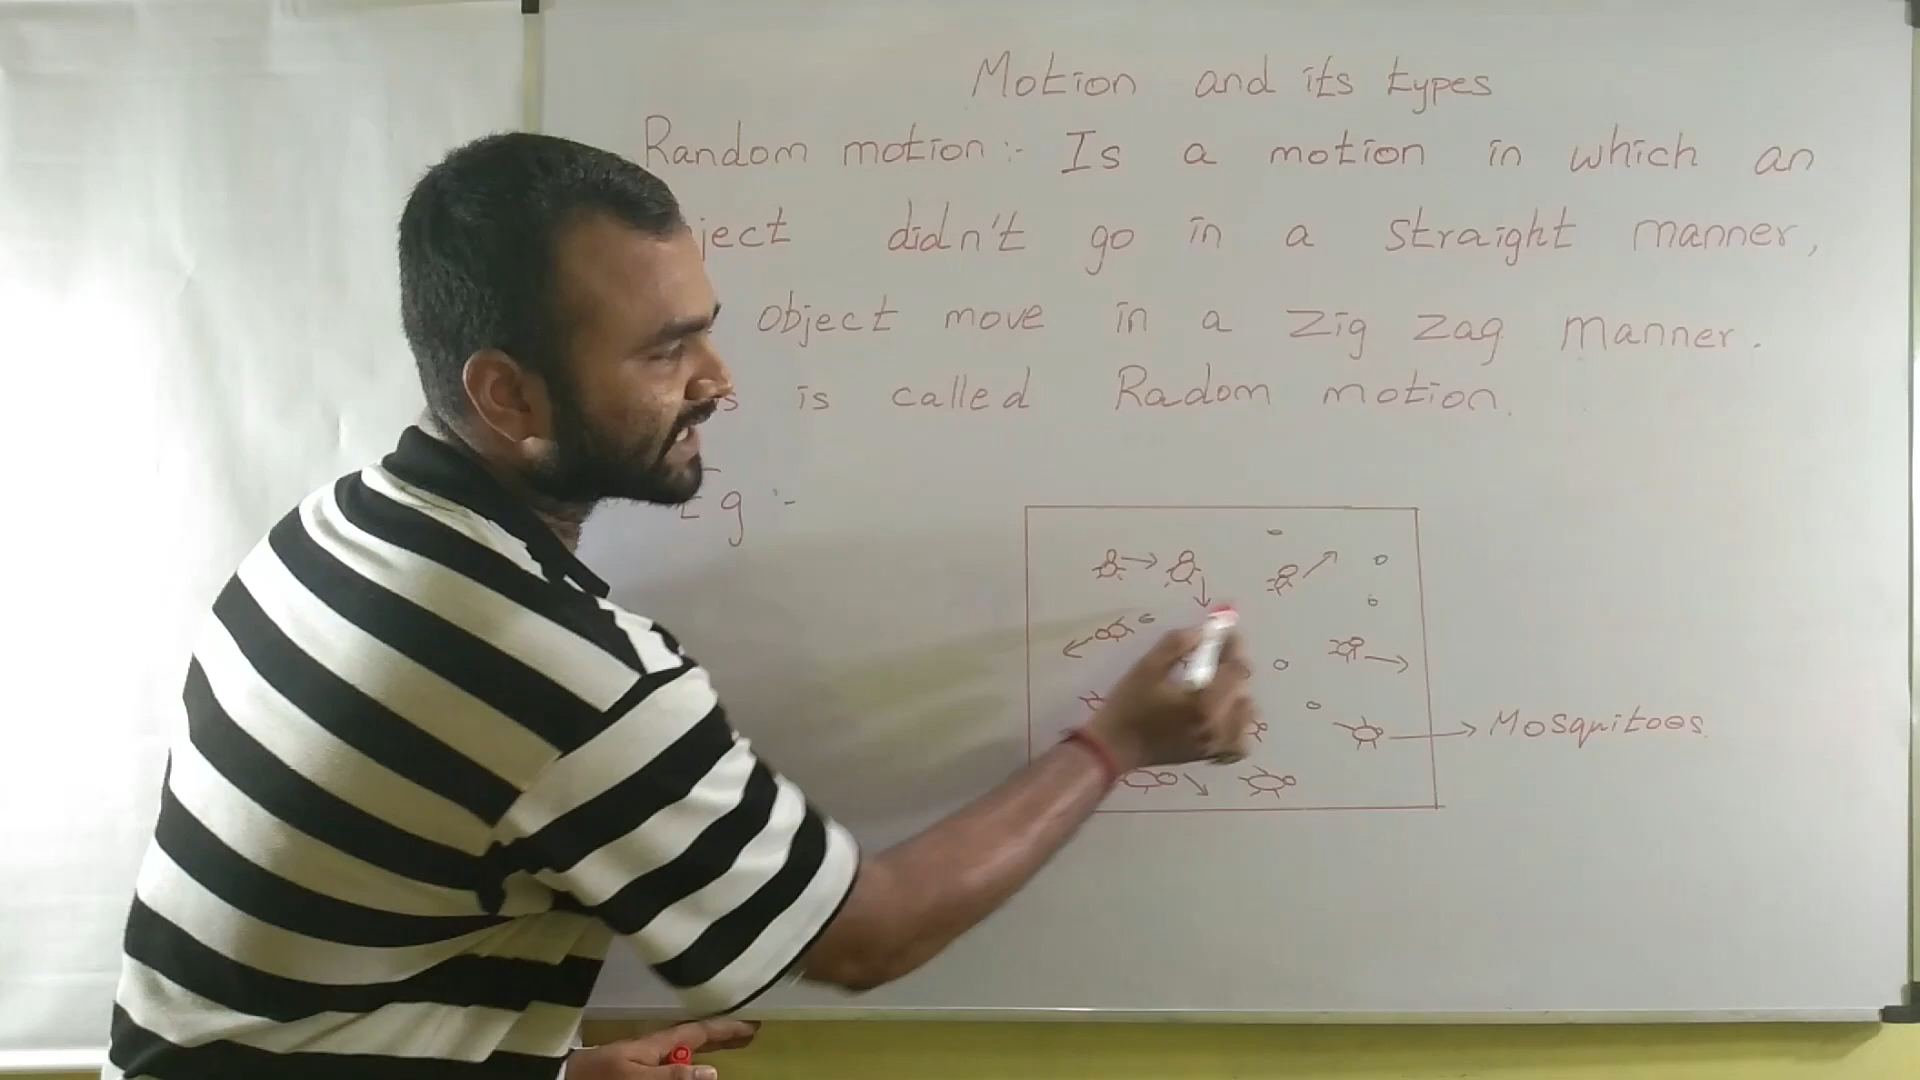 Motion and its types
Random motion :- Is a motion in which an
ject didn't go in a straight manner,
object move in a zig zag manner.
s is called Radom motion.
Eg :-
Mosquitoes.